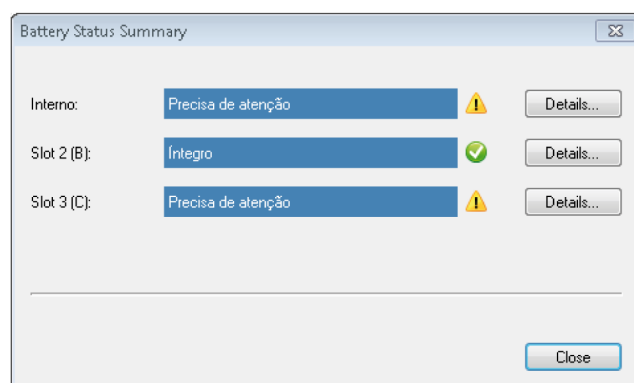 Battery Status Summary
Interno: Precisa de atenção Details...
Slot 2 (B): Íntegro Details...
Slot 3 (C): Precisa de atenção Details...
Close